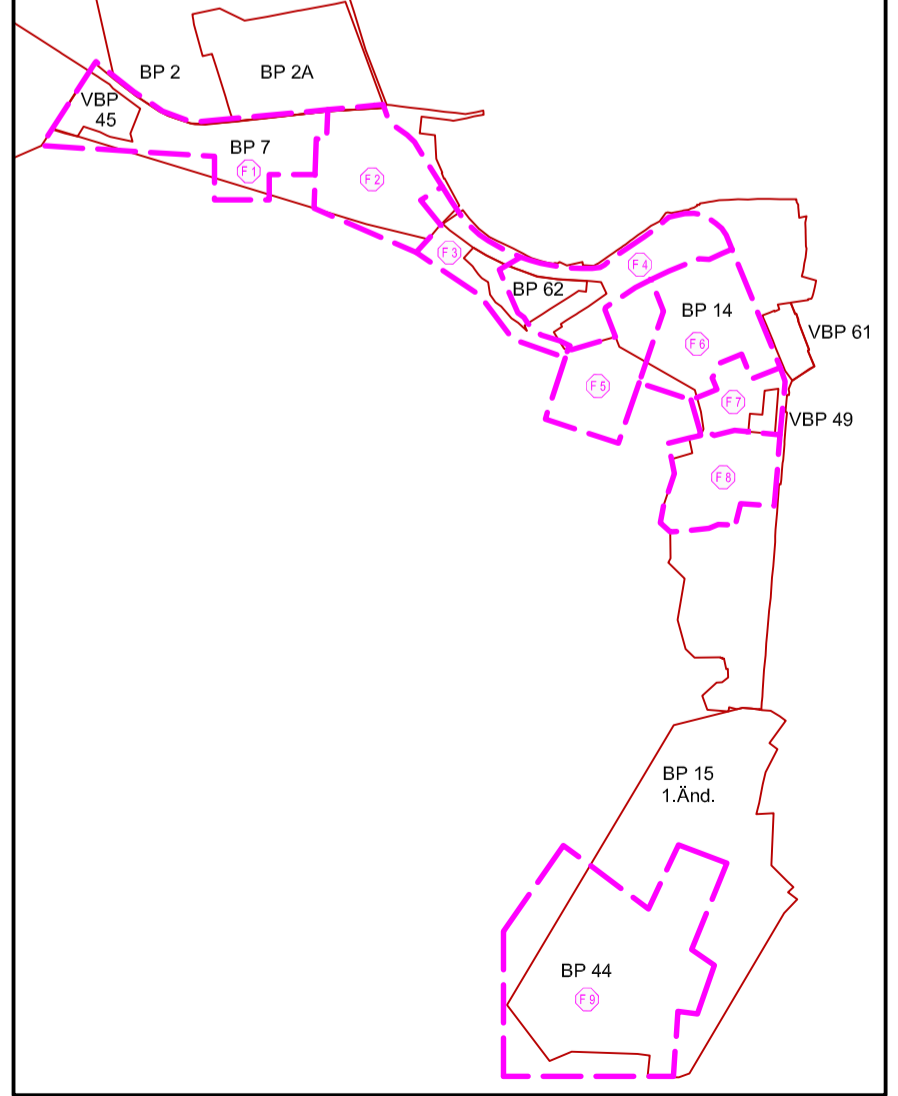 BP 2
BP 2A
VBP
45
BP 7
F 1
F 2
F 3
F 4
BP 62
BP 14
VBP 61
F 6
F 5
F 7
VBP 49
F 8
BP 15
1.Änd.
BP 44
F 9